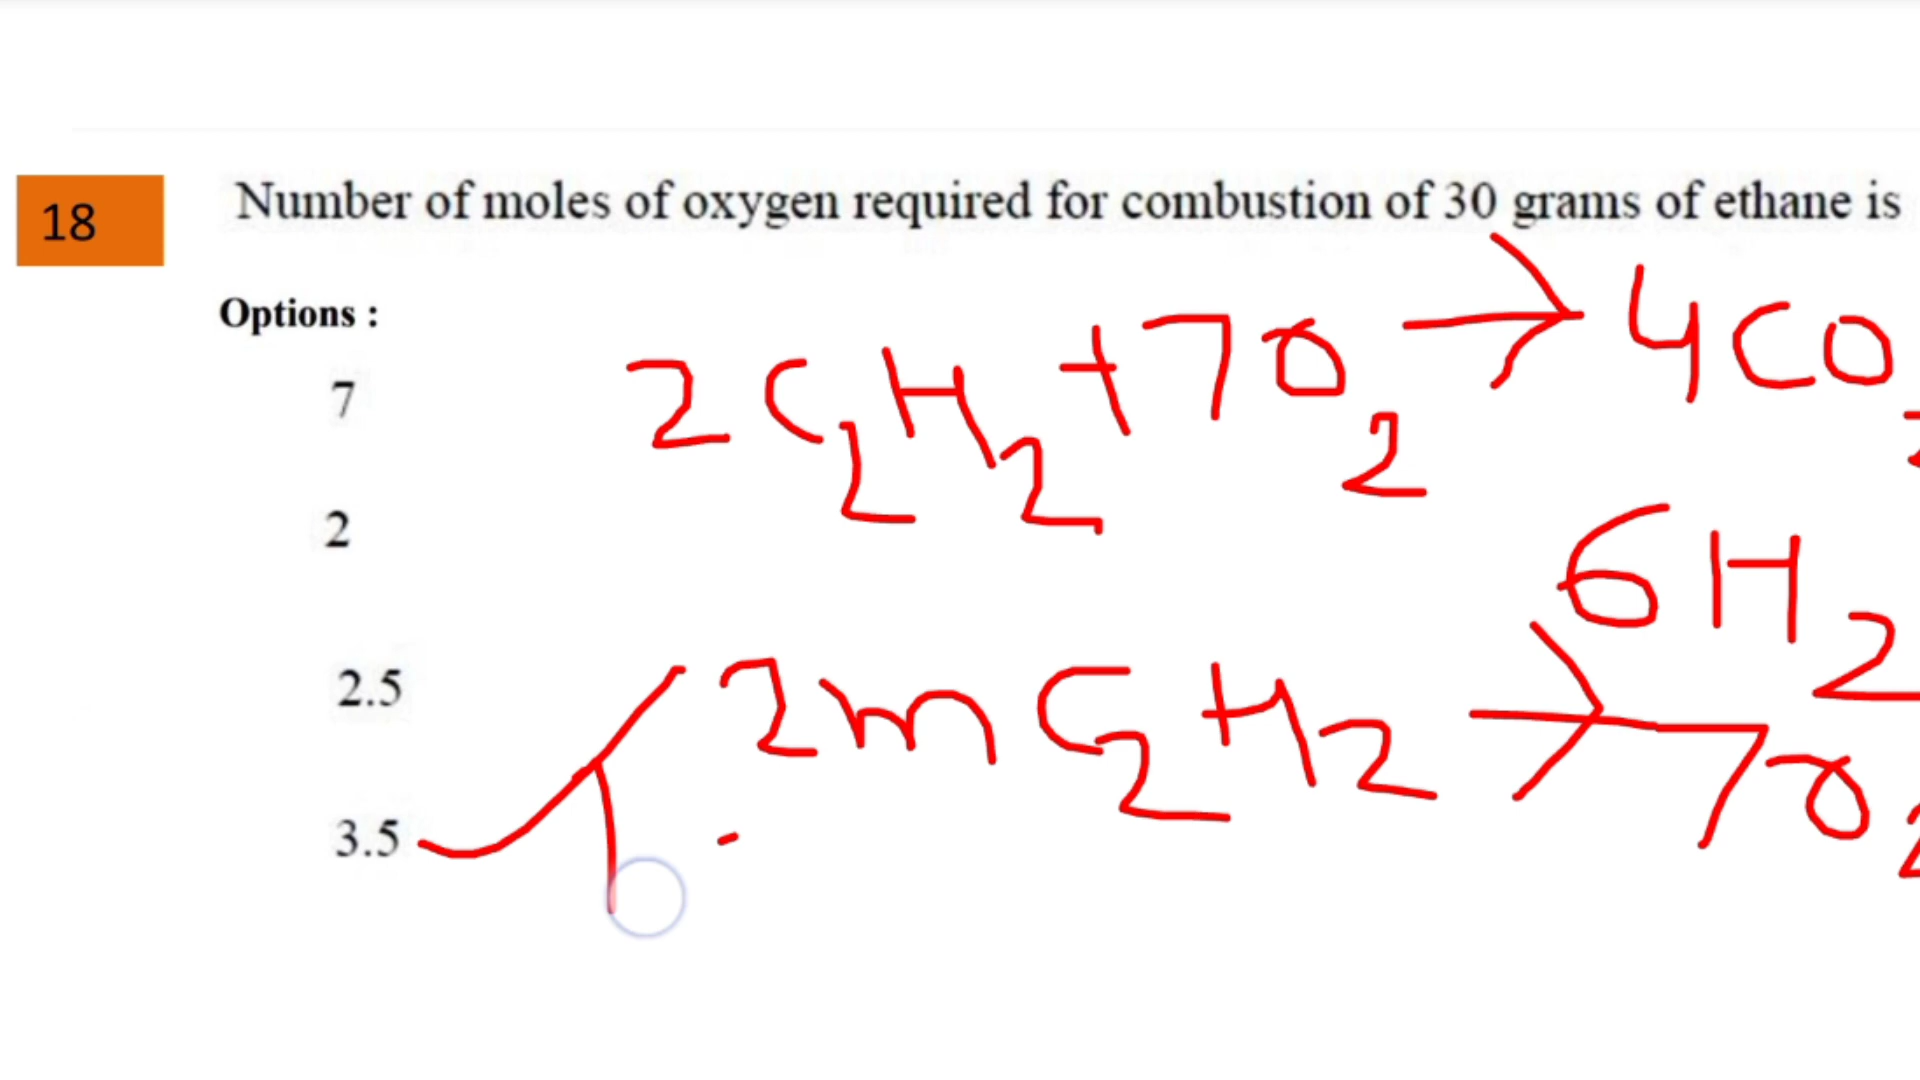 18 Number of moles of oxygen required for combustion of 30 grams of ethane is
Options :
2C2H2+7O2→4CO
7
2
6H2
2.5
2mC2H2→7O2
3.5